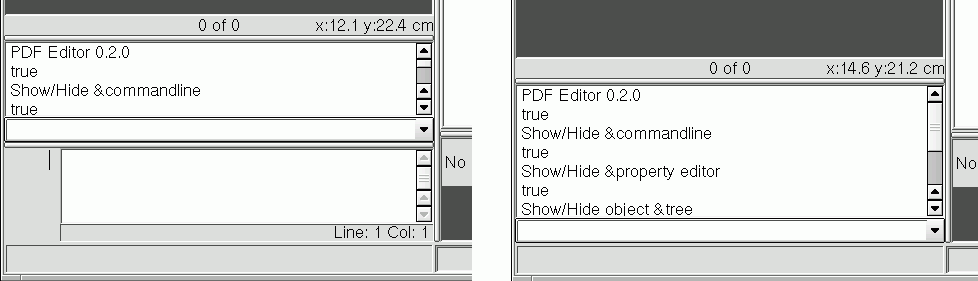 0 of 0 x:12.1 y:22.4 cm
PDF Editor 0.2.0
true
Show/Hide &commandline
true
No
Line: 1 Col: 1
0 of 0 x:14.6 y:21.2 cm
PDF Editor 0.2.0
true
Show/Hide &commandline
true
Show/Hide &property editor
true
Show/Hide object &tree
No